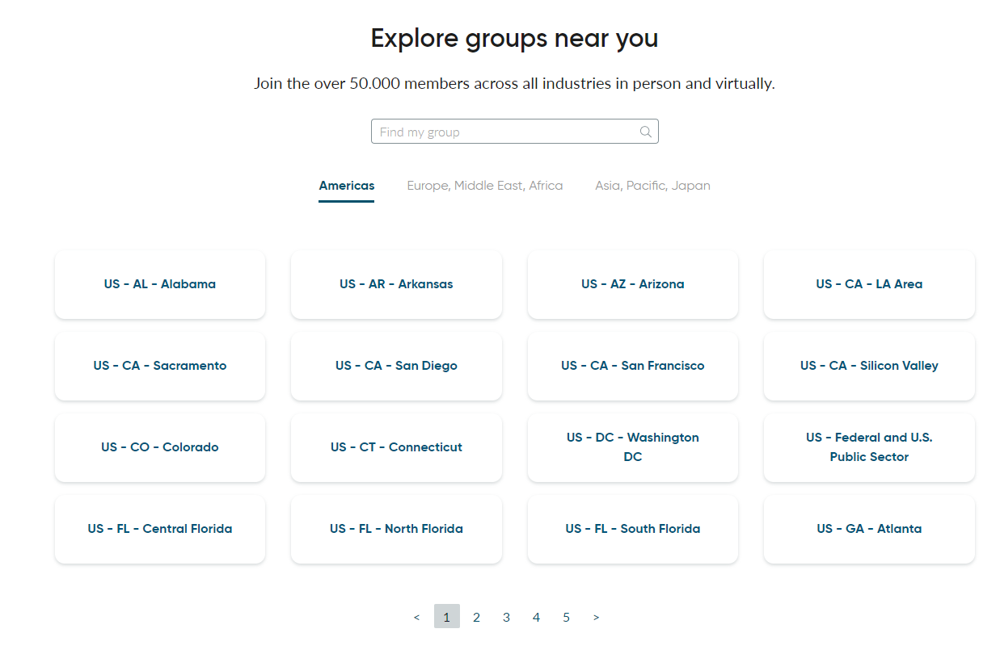 Explore groups near you
Join the over 50.000 members across all industries in person and virtually.
Find my group
Americas
Europe, Middle East, Africa
Asia, Pacific, Japan
US - AL - Alabama
US - AR - Arkansas
US - AZ - Arizona
US - CA - LA Area
US - CA - Sacramento
US - CA - San Diego
US - CA - San Francisco
US - CA - Silicon Valley
US - CO - Colorado
US - CT - Connecticut
US - DC - Washington
DC
US - Federal and U.S.
Public Sector
US - FL - Central Florida
US - FL - North Florida
US - FL - South Florida
US - GA - Atlanta
< 1 2 3 4 5 >